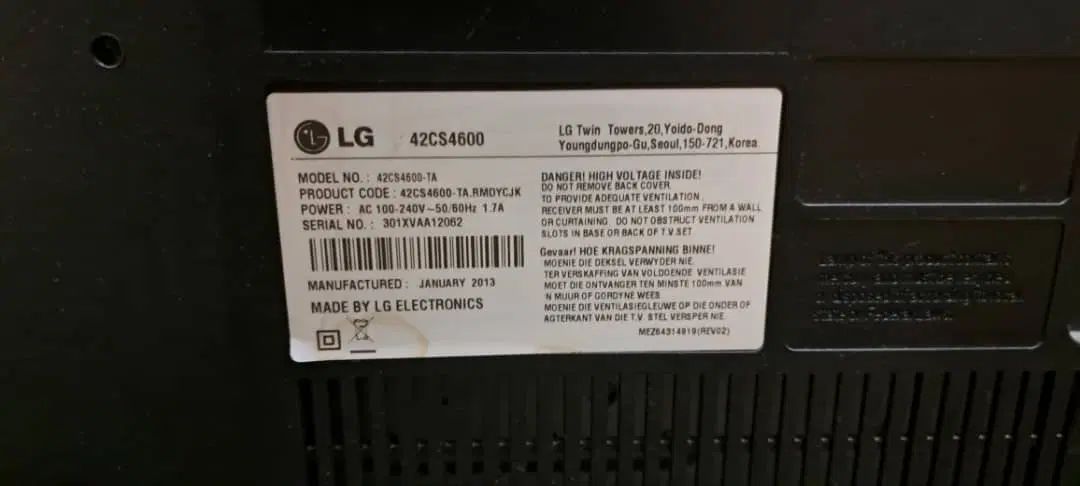 LG
42CS4600
LG Twin Towers,20,Yoido-Dong
Youngdungpo-Gu,Seoul,150-721,Korea
MODEL NO. : 42CS4600-TA
PRODUCT CODE : 42CS4600-TA.RMDYCJK
POWER : AC 100-240V~50/60Hz 1.7A
SERIAL NO. : 301XVAA12062
MANUFACTURED : JANUARY 2013
MADE BY LG ELECTRONICS
DANGER! HIGH VOLTAGE INSIDE!
DO NOT REMOVE BACK COVER.
TO PROVIDE ADEQUATE VENTILATION,
RECEIVER MUST BE AT LEAST 100mm FROM A WALL
OR CURTAINING. DO NOT OBSTRUCT VENTILATION
SLOTS IN BASE OR BACK OF T.V SET
Gevaar! HOE KRAGSPANNING BINNE!
MOENIE DIE DEKSEL VERWYDER NIE.
TER VERSKAFFING VAN VOLDOENDE VENTILASIE
MOET DIE ONTVANGER TEN MINSTE 100mm VAN
'N MUUR OF GORDYNE WEES
MOENIE DIE VENTILASIEGLEUWE OP DIE ONDER OF
AGTERKANT VAN DIE T.V STEL VERSPER NIE.
MEZ64314819(REV02)